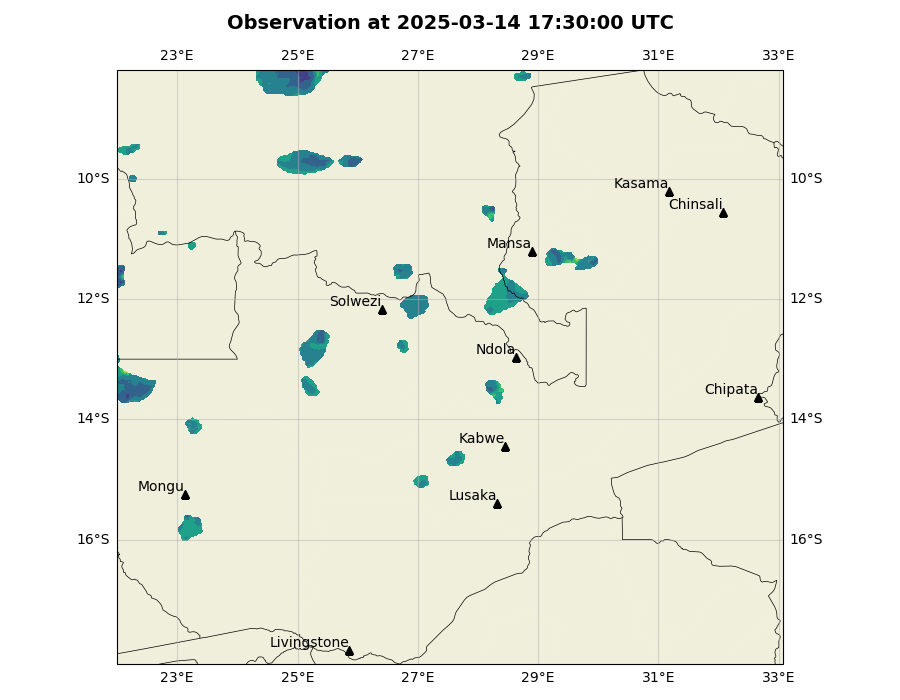 Observation at 2025-03-14 17:30:00 UTC
23°E 25°E 27°E 29°E 31°E 33°E
10°S 10°S
Kasama
Chinsali
Mansa
12°S 12°S
Solwezi
Ndola
Chipata
14°S 14°S
Kabwe
Mongu
Lusaka
16°S 16°S
Livingstone
23°E 25°E 27°E 29°E 31°E 33°E